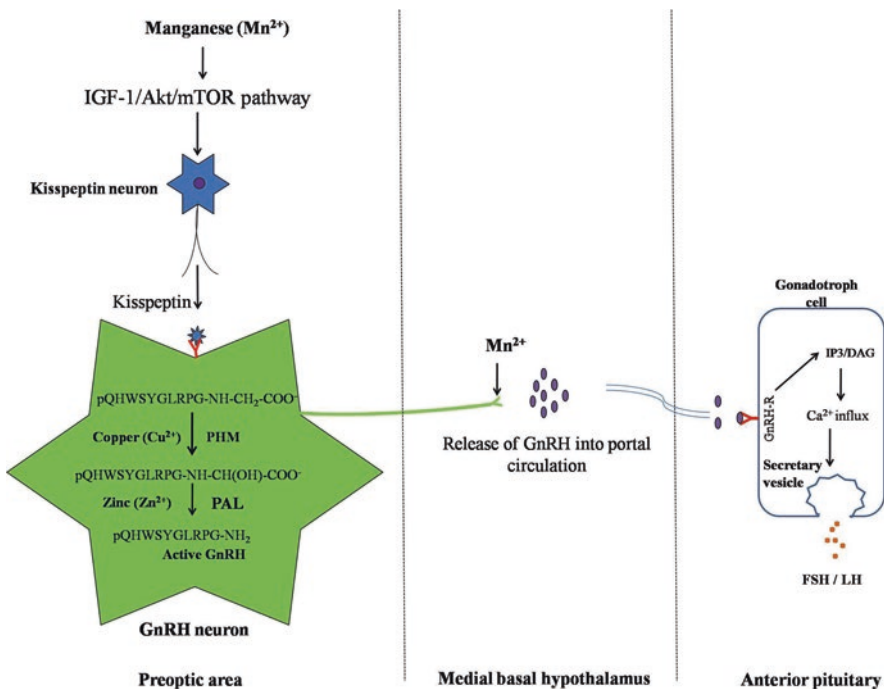 Manganese (Mn²⁺)
IGF-1/Akt/mTOR pathway
Kisspeptin neuron
Kisspeptin
pQHWSYGLRPG-NH-CH₂-COO⁻
Copper (Cu²⁺) PHM
pQHWSYGLRPG-NH-CH(OH)-COO⁻
Zinc (Zn²⁺) PAL
pQHWSYGLRPG-NH₂
Active GnRH
GnRH neuron
Preoptic area
Mn²⁺
Release of GnRH into portal
circulation
Medial basal hypothalamus
Gonadotroph
cell
GnRH-R
IP3/DAG
Ca²⁺ influx
Secretary
vesicle
FSH / LH
Anterior pituitary